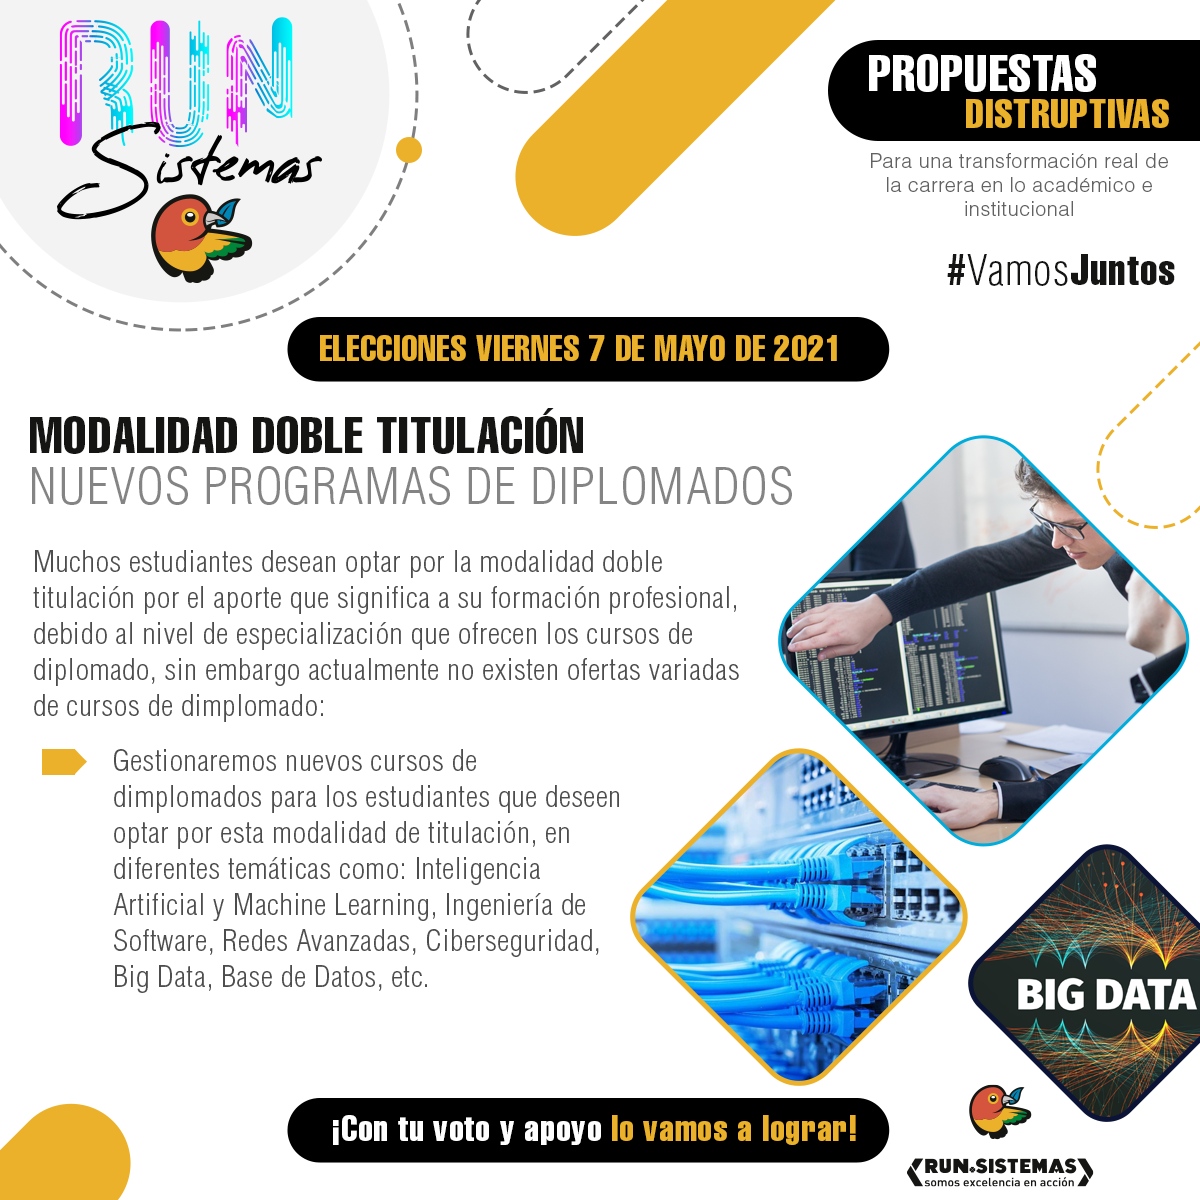 RUN
Sistemas
PROPUESTAS
DISTRUPTIVAS
Para una transformación real de
la carrera en lo académico e
institucional
#VamosJuntos
ELECCIONES VIERNES 7 DE MAYO DE 2021
MODALIDAD DOBLE TITULACIÓN
NUEVOS PROGRAMAS DE DIPLOMADOS
Muchos estudiantes desean optar por la modalidad doble
titulación por el aporte que significa a su formación profesional,
debido al nivel de especialización que ofrecen los cursos de
diplomado, sin embargo actualmente no existen ofertas variadas
de cursos de dimplomado:
Gestionaremos nuevos cursos de
dimplomados para los estudiantes que deseen
optar por esta modalidad de titulación, en
diferentes temáticas como: Inteligencia
Artificial y Machine Learning, Ingeniería de
Software, Redes Avanzadas, Ciberseguridad,
Big Data, Base de Datos, etc.
BIG DATA
¡Con tu voto y apoyo lo vamos a lograr!
RUN SISTEMAS
somos excelencia en acción